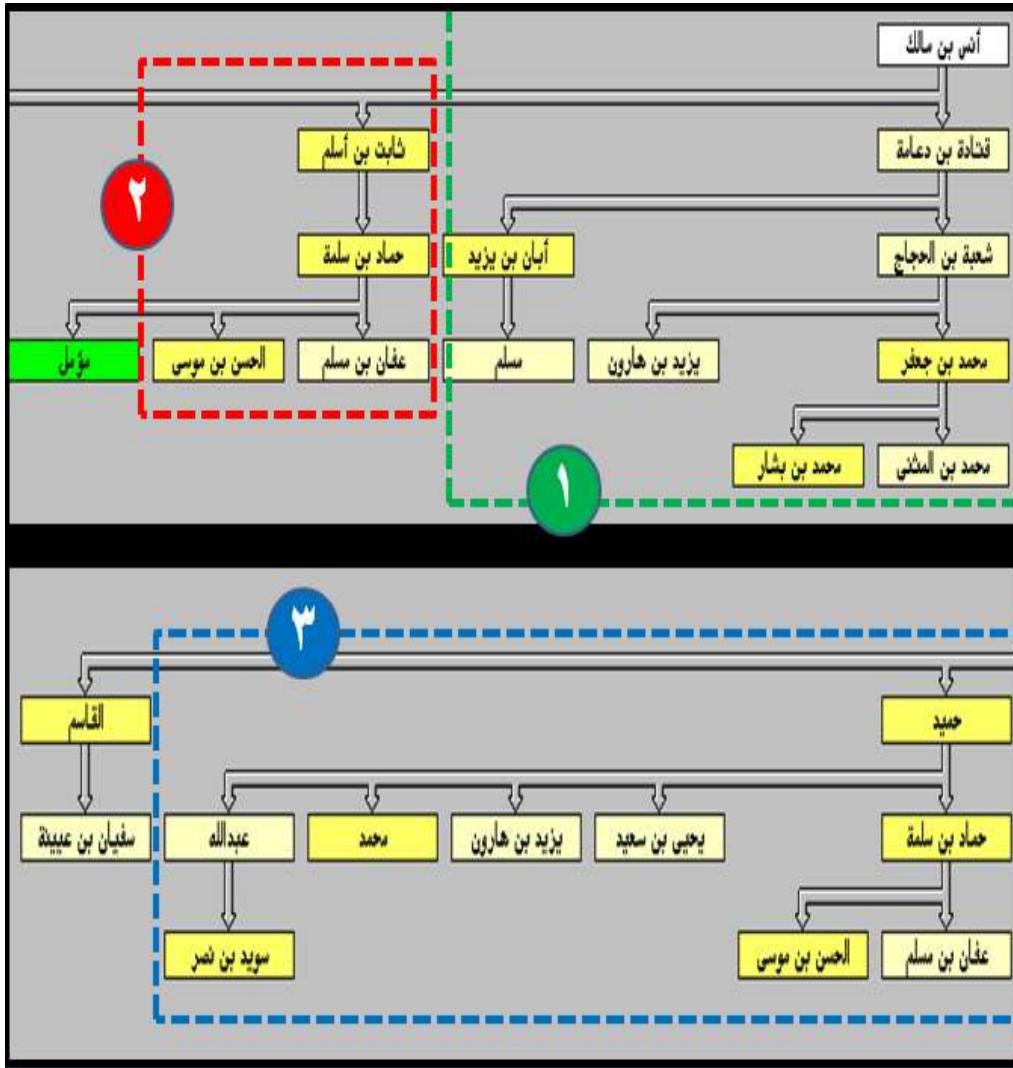 أنس بن مالك
ثابت بن أسلم
قتادة بن دعامة
٢
حماد بن سلمة
أبان بن يزيد
شعبة بن الحجاج
مؤمل
الحسن بن موسى
عفان بن مسلم
مسلم
يزيد بن هارون
محمد بن جعفر
محمد بن بشار
محمد بن المثنى
١
٣
القاسم
حميد
سفيان بن عيينة
عبدالله
محمد
يزيد بن هارون
يحيى بن سعيد
حماد بن سلمة
سويد بن نصر
الحسن بن موسى
عفان بن مسلم